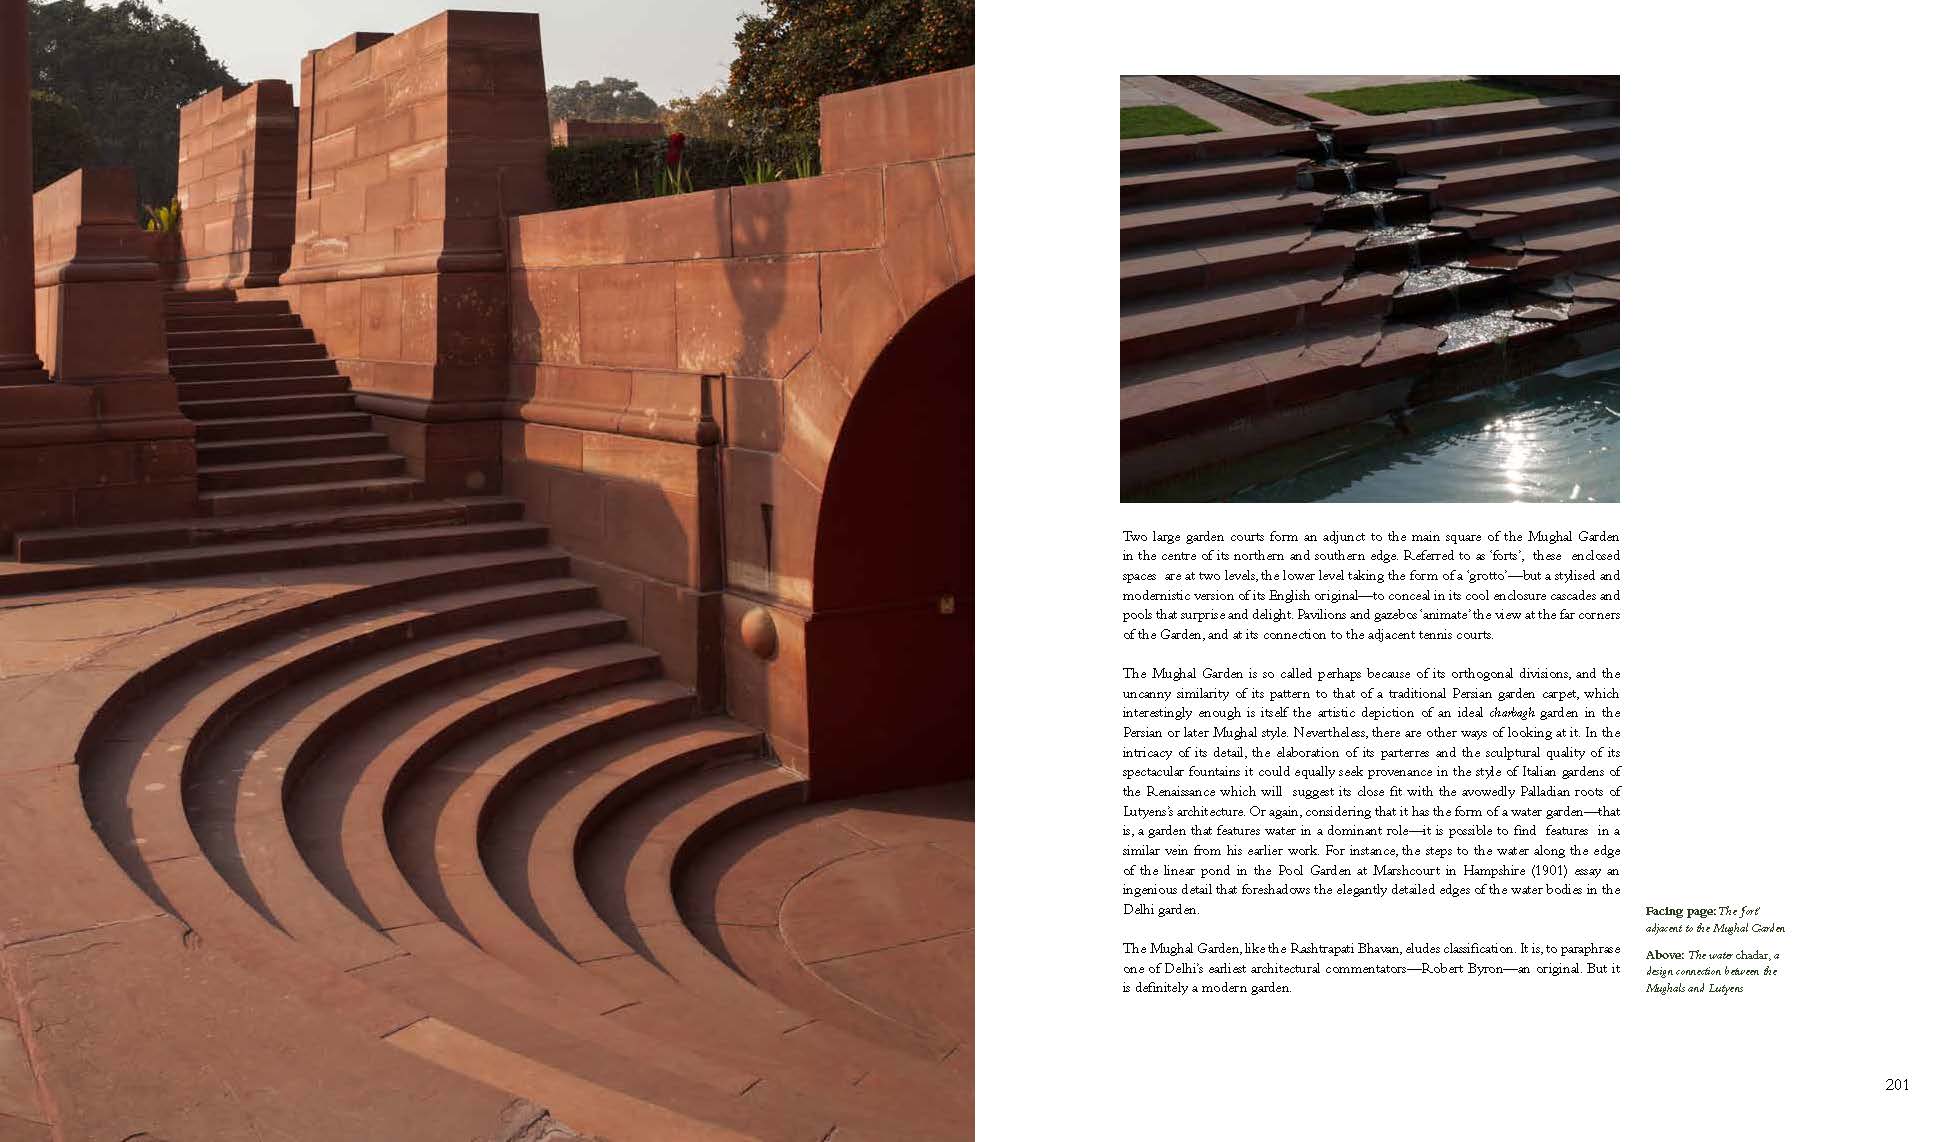 Two large garden courts form an adjunct to the main square of the Mughal Garden
in the centre of its northern and southern edge. Referred to as ‘forts’, these enclosed
spaces are at two levels, the lower level taking the form of a ‘grotto’—but a stylised and
modernistic version of its English original—to conceal in its cool enclosure cascades and
pools that surprise and delight. Pavilions and gazebos ‘animate’ the view at the far corners
of the Garden, and at its connection to the adjacent tennis courts.
The Mughal Garden is so called perhaps because of its orthogonal divisions, and the
uncanny similarity of its pattern to that of a traditional Persian garden carpet, which
interestingly enough is itself the artistic depiction of an ideal charbagh garden in the
Persian or later Mughal style. Nevertheless, there are other ways of looking at it. In the
intricacy of its detail, the elaboration of its parterres and the sculptural quality of its
spectacular fountains it could equally seek provenance in the style of Italian gardens of
the Renaissance which will suggest its close fit with the avowedly Palladian roots of
Lutyens’s architecture. Or again, considering that it has the form of a water garden—that
is, a garden that features water in a dominant role—it is possible to find features in a
similar vein from his earlier work. For instance, the steps to the water along the edge
of the linear pond in the Pool Garden at Marshcourt in Hampshire (1901) essay an
ingenious detail that foreshadows the elegantly detailed edges of the water bodies in the
Delhi garden.
The Mughal Garden, like the Rashtrapati Bhavan, eludes classification. It is, to paraphrase
one of Delhi’s earliest architectural commentators—Robert Byron—an original. But it
is definitely a modern garden.
Facing page: The ‘fort’
adjacent to the Mughal Garden
Above: The water chadar, a
design connection between the
Mughals and Lutyens
201